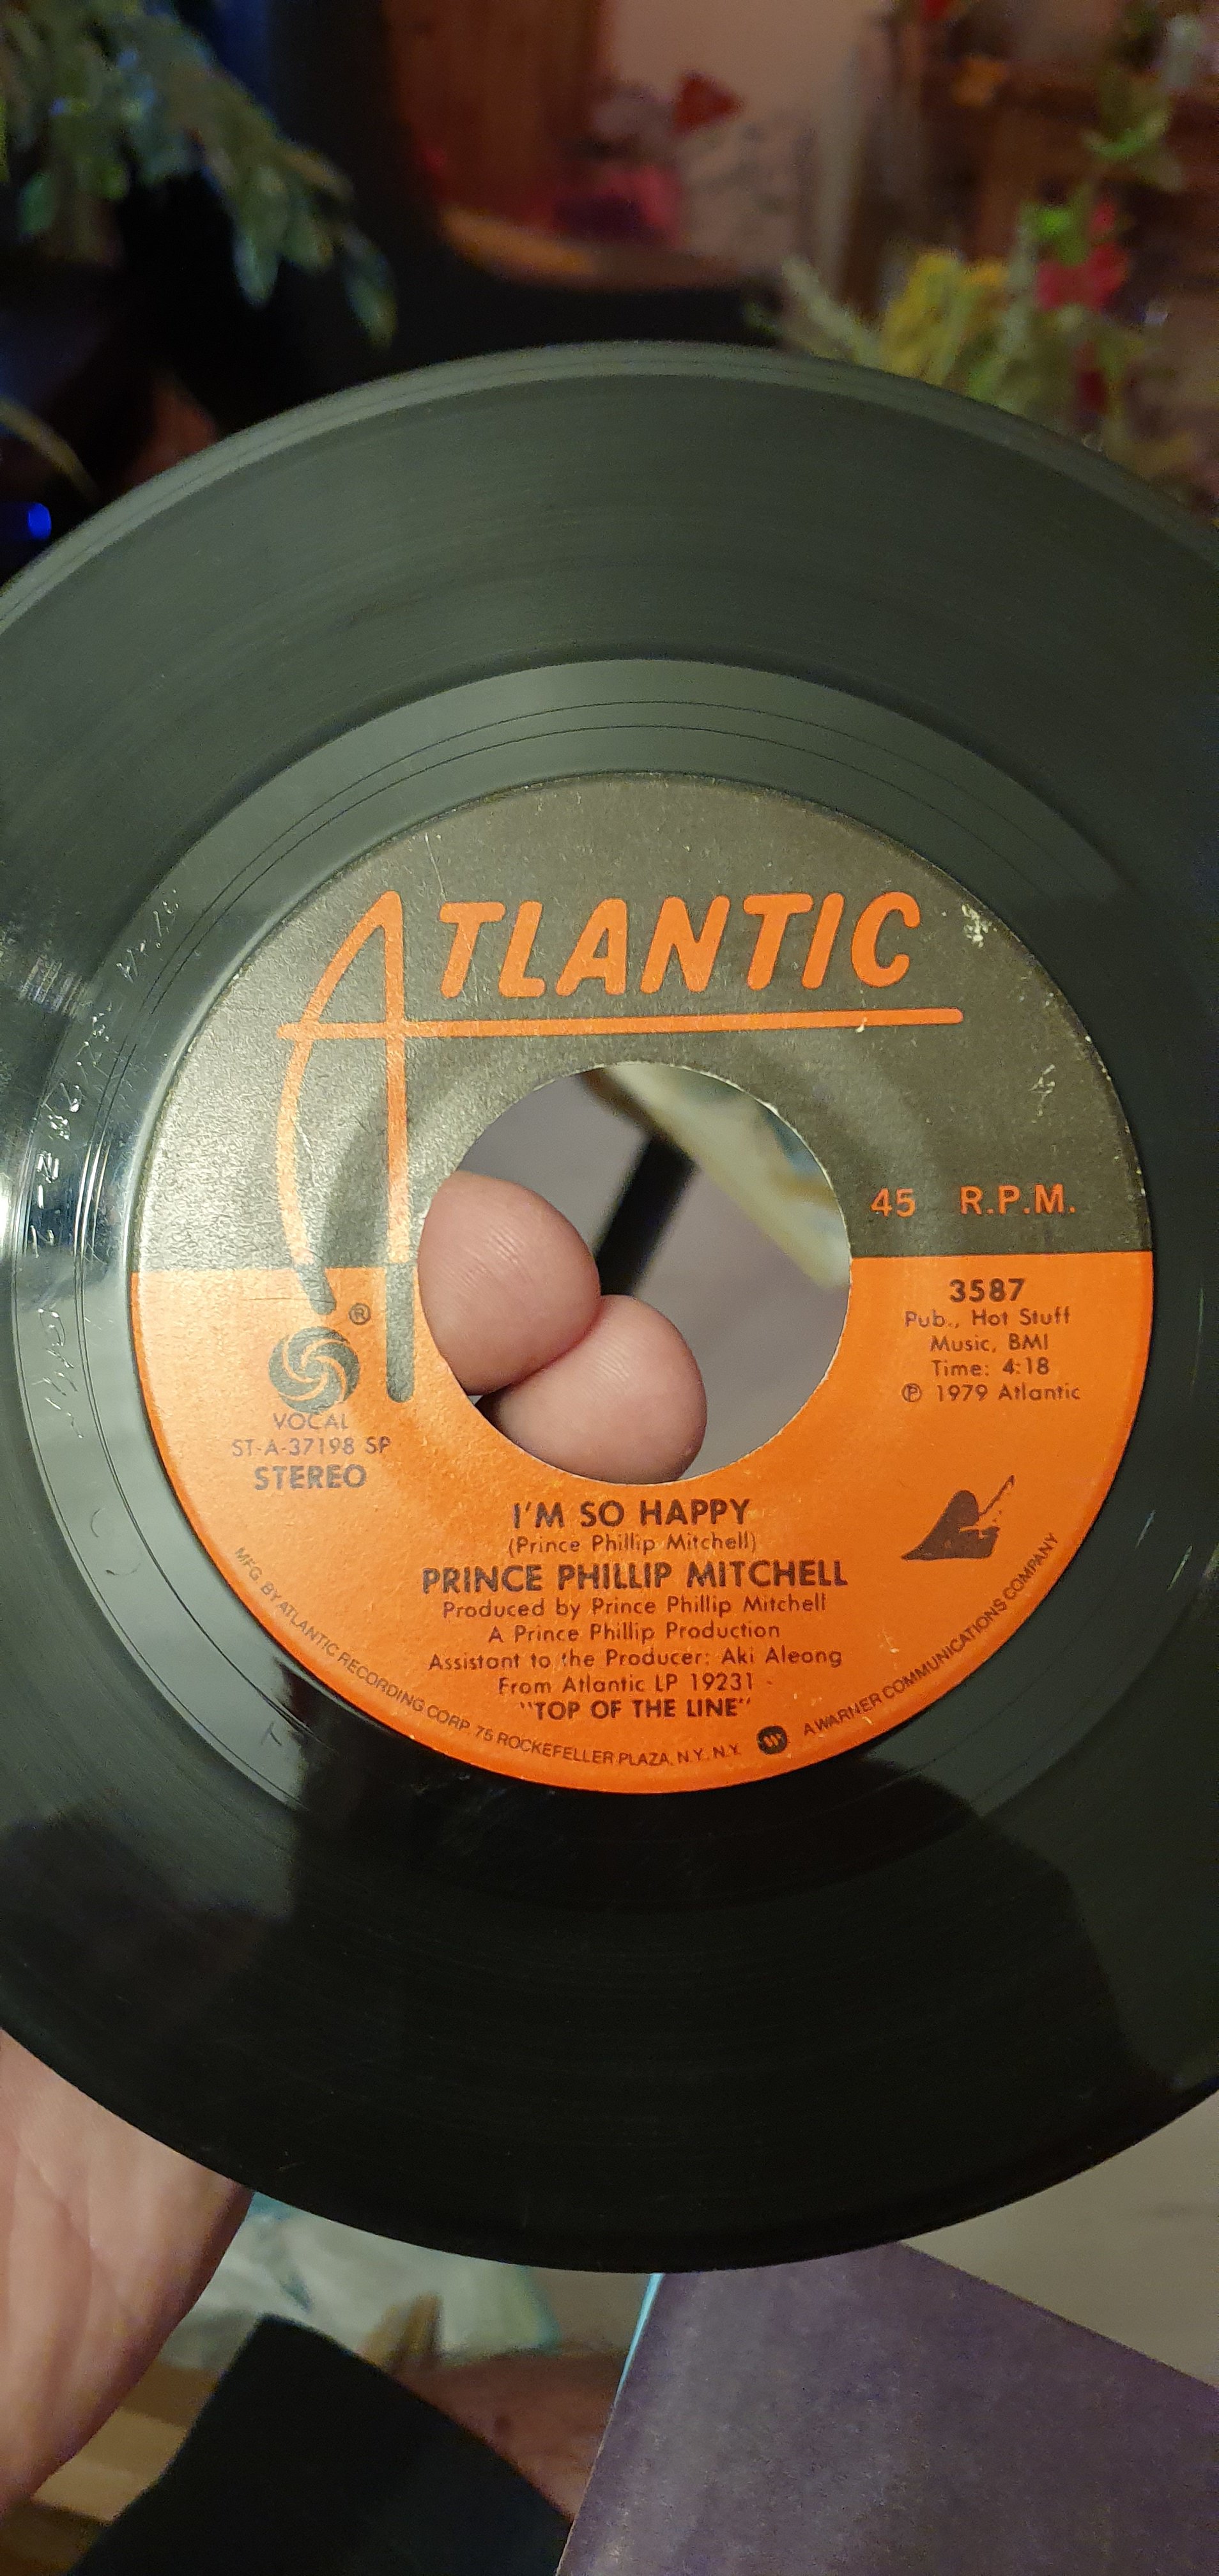 ATLANTIC
45 R.P.M.
®
VOCAL
ST-A-37198 SP
STEREO
3587
Pub., Hot Stuff
Music, BMI
Time: 4:18
℗ 1979 Atlantic
I'M SO HAPPY
(Prince Phillip Mitchell)
PRINCE PHILLIP MITCHELL
Produced by Prince Phillip Mitchell
A Prince Phillip Production
Assistant to the Producer: Aki Aleong
From Atlantic LP 19231
"TOP OF THE LINE"
MFG BY ATLANTIC RECORDING CORP. 75 ROCKEFELLER PLAZA, N.Y. N.Y. A WARNER COMMUNICATIONS COMPANY